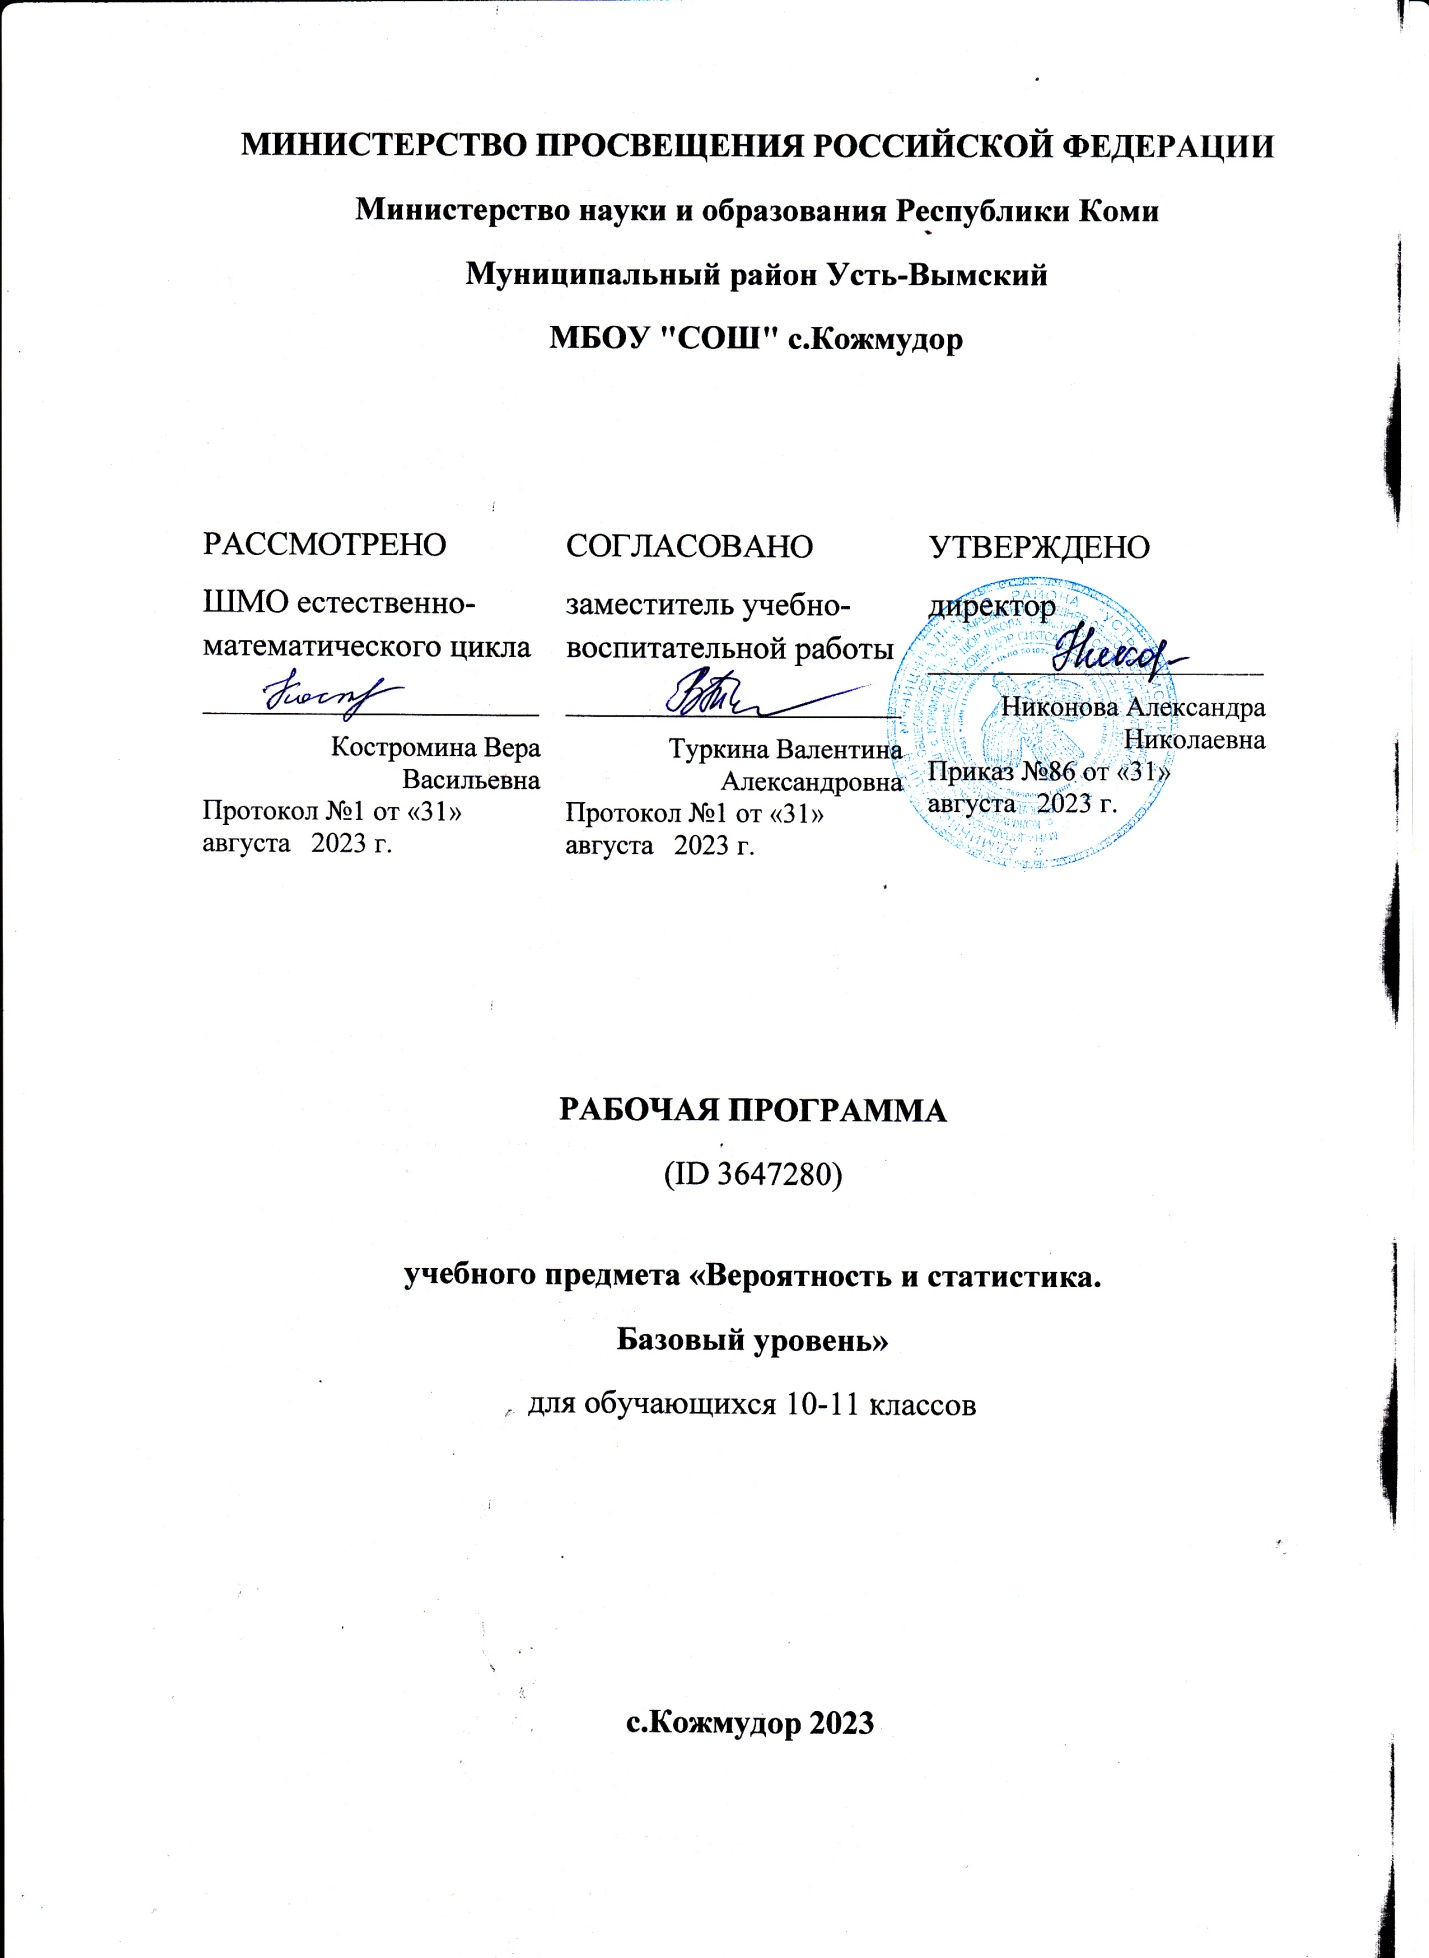 МИНИСТЕРСТВО ПРОСВЕЩЕНИЯ РОССИЙСКОЙ ФЕДЕРАЦИИ
Министерство науки и образования Республики Коми
Муниципальный район Усть-Вымский
МБОУ "СОШ" с.Кожмудор
РАССМОТРЕНО
ШМО естественно-
математического цикла
Костромина Вера
Васильевна
Протокол №1 от «31»
августа 2023 г.
СОГЛАСОВАНО
заместитель учебно-
воспитательной работы
Туркина Валентина
Александровна
Протокол №1 от «31»
августа 2023 г.
УТВЕРЖДЕНО
директор
Никонова Александра
Николаевна
Приказ №86 от «31»
августа 2023 г.
РАБОЧАЯ ПРОГРАММА
(ID 3647280)
учебного предмета «Вероятность и статистика.
Базовый уровень»
для обучающихся 10-11 классов
с.Кожмудор 2023